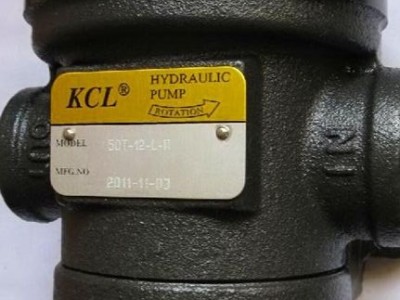 KCL® HYDRAULIC
PUMP
ROTATION
MODEL 50T-12-L-R
MFG.NO 2011-11-03
OUT
IN